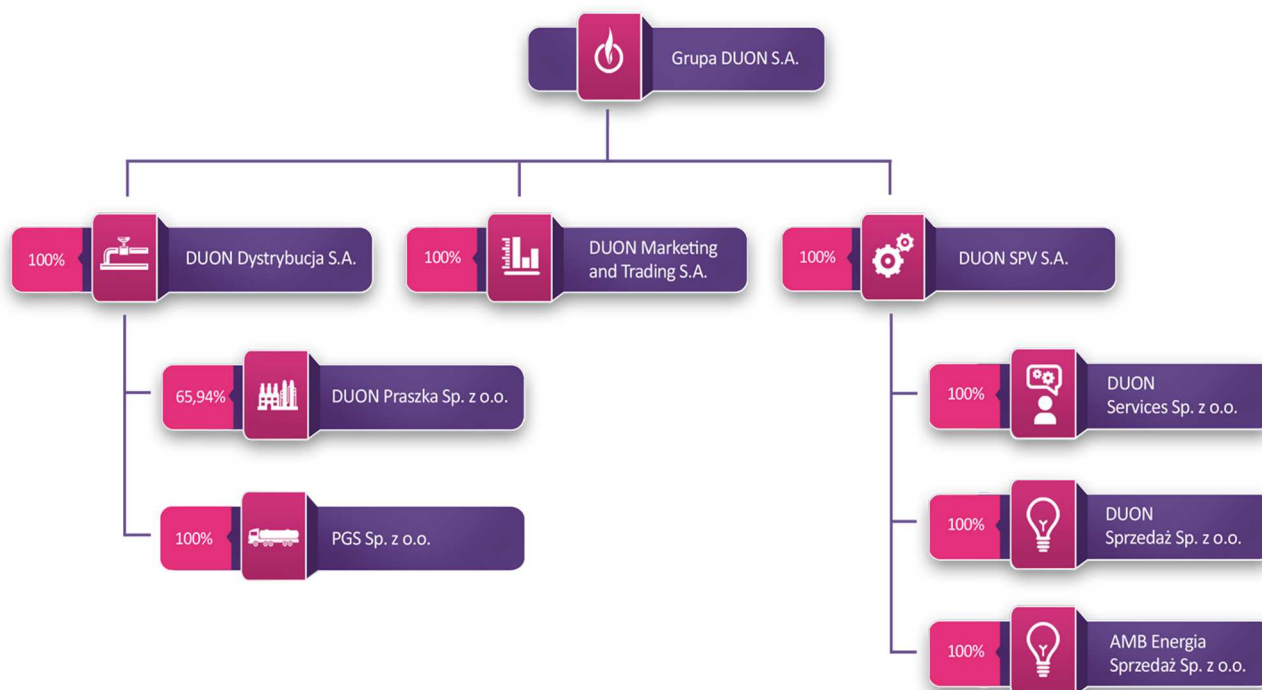 Grupa DUON S.A.
100%
DUON Dystrybucja S.A.
100%
DUON Marketing
and Trading S.A.
100%
DUON SPV S.A.
65,94%
DUON Praszka Sp. z o.o.
100%
DUON
Services Sp. z o.o.
100%
PGS Sp. z o.o.
100%
DUON
Sprzedaż Sp. z o.o.
100%
AMB Energia
Sprzedaż Sp. z o.o.